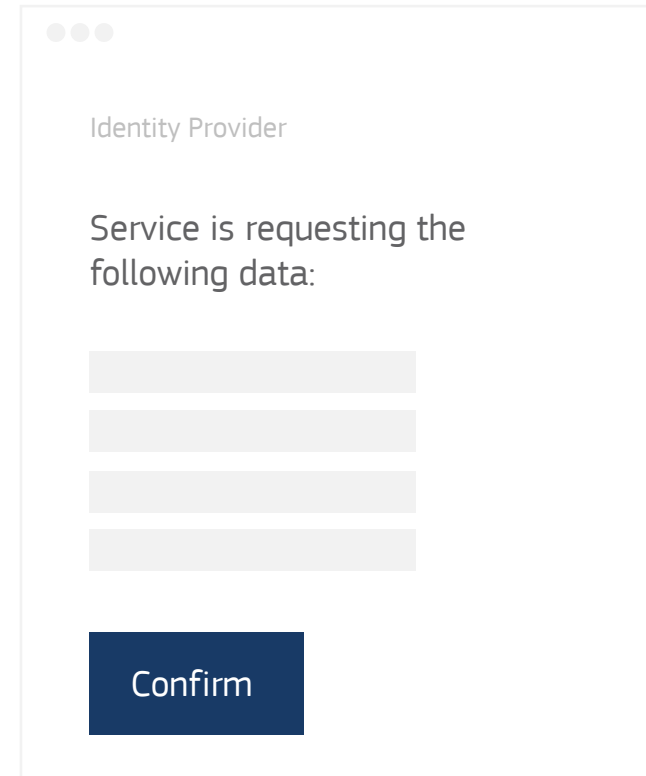 Identity Provider
Service is requesting the
following data:
Confirm